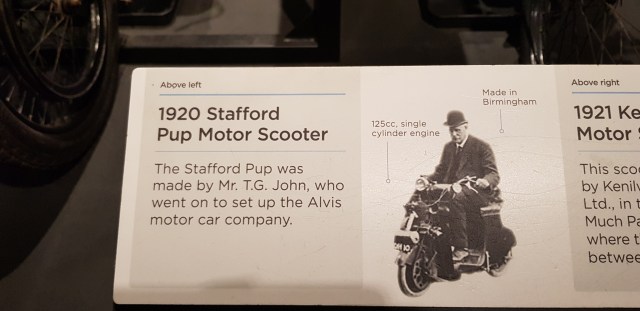 Above left
1920 Stafford
Pup Motor Scooter
The Stafford Pup was
made by Mr. T.G. John, who
went on to set up the Alvis
motor car company.
125cc, single
cylinder engine
Made in
Birmingham
Above right
1921 Ke
Motor S
This scoo
by Kenilw
Ltd., in t
Much Pa
where t
betwee